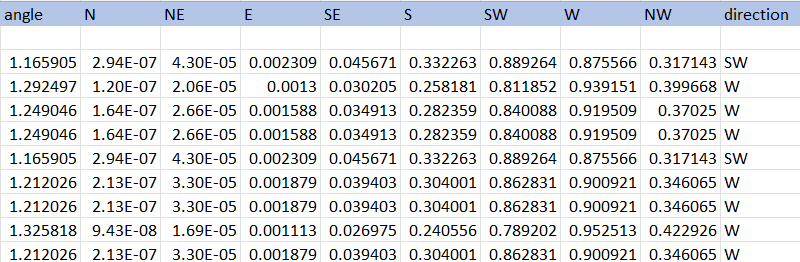 angle N NE E SE S SW W NW direction
1.165905 2.94E-07 4.30E-05 0.002309 0.045671 0.332263 0.889264 0.875566 0.317143 SW
1.292497 1.20E-07 2.06E-05 0.0013 0.030205 0.258181 0.811852 0.939151 0.399668 W
1.249046 1.64E-07 2.66E-05 0.001588 0.034913 0.282359 0.840088 0.919509 0.37025 W
1.249046 1.64E-07 2.66E-05 0.001588 0.034913 0.282359 0.840088 0.919509 0.37025 W
1.165905 2.94E-07 4.30E-05 0.002309 0.045671 0.332263 0.889264 0.875566 0.317143 SW
1.212026 2.13E-07 3.30E-05 0.001879 0.039403 0.304001 0.862831 0.900921 0.346065 W
1.212026 2.13E-07 3.30E-05 0.001879 0.039403 0.304001 0.862831 0.900921 0.346065 W
1.325818 9.43E-08 1.69E-05 0.001113 0.026975 0.240556 0.789202 0.952513 0.422926 W
1.212026 2.13E-07 3.30E-05 0.001879 0.039403 0.304001 0.862831 0.900921 0.346065 W